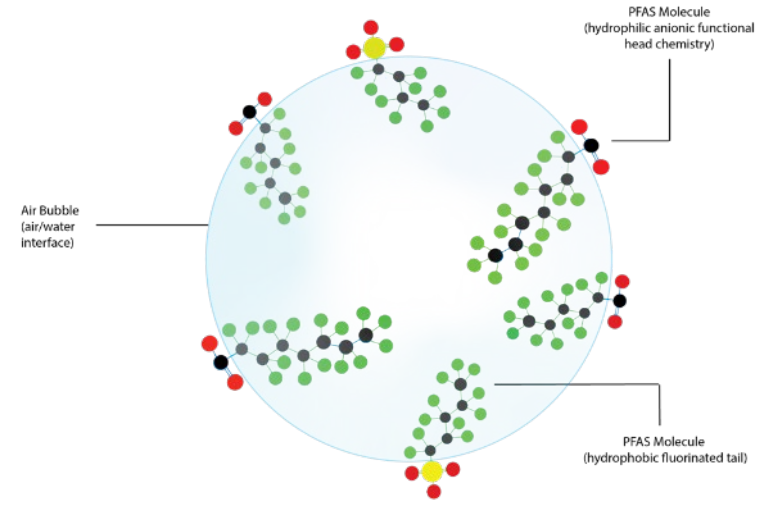 PFAS Molecule
(hydrophilic anionic functional
head chemistry)
Air Bubble
(air/water
interface)
PFAS Molecule
(hydrophobic fluorinated tail)